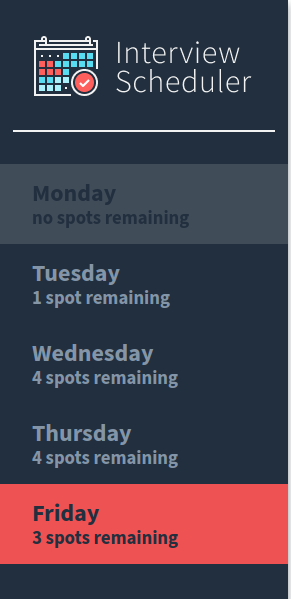 Interview
Scheduler
Monday
no spots remaining
Tuesday
1 spot remaining
Wednesday
4 spots remaining
Thursday
4 spots remaining
Friday
3 spots remaining